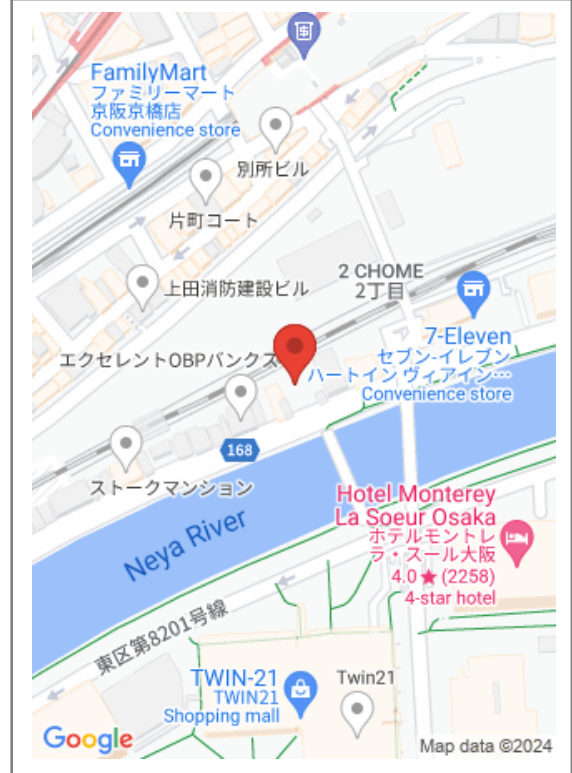 FamilyMart
ファミリーマート
京阪京橋店
Convenience store
別所ビル
片町コート
2 CHOME
2丁目
上田消防建設ビル
7-Eleven
セブン-イレブン
ハートインヴィアイン…
Convenience store
エクセレントOBPバンクス
168
ストークマンション
Neya River
Hotel Monterey
La Soeur Osaka
ホテルモントレ
ラ・スール大阪
4.0★(2258)
4-star hotel
東区第8201号線
TWIN-21
TWIN21
Shopping mall
Twin21
Google
Map data ©2024